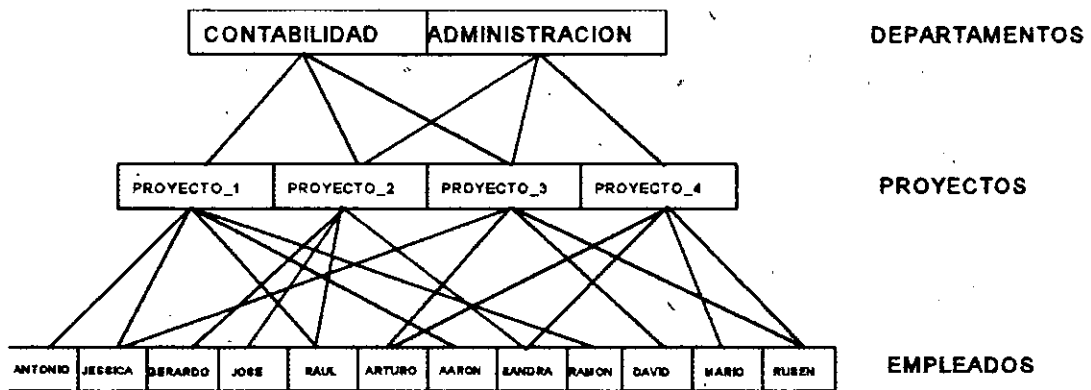 CONTABILIDAD ADMINISTRACION DEPARTAMENTOS
PROYECTO_1 PROYECTO_2 PROYECTO_3 PROYECTO_4 PROYECTOS
ANTONIO JESSICA GERARDO JOSE RAUL ARTURO AARON SANDRA RAMON DAVID MARIO RUBEN EMPLEADOS